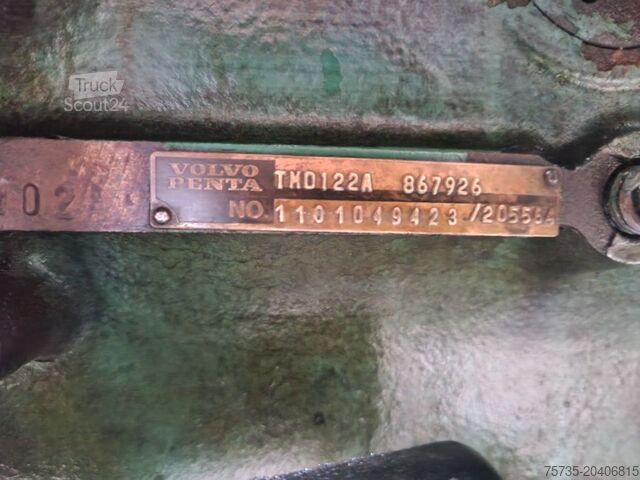 Truck
Scout24
VOLVO
PENTA
TMD122A 867926
NO. 1101049423/205564
75735-20406815